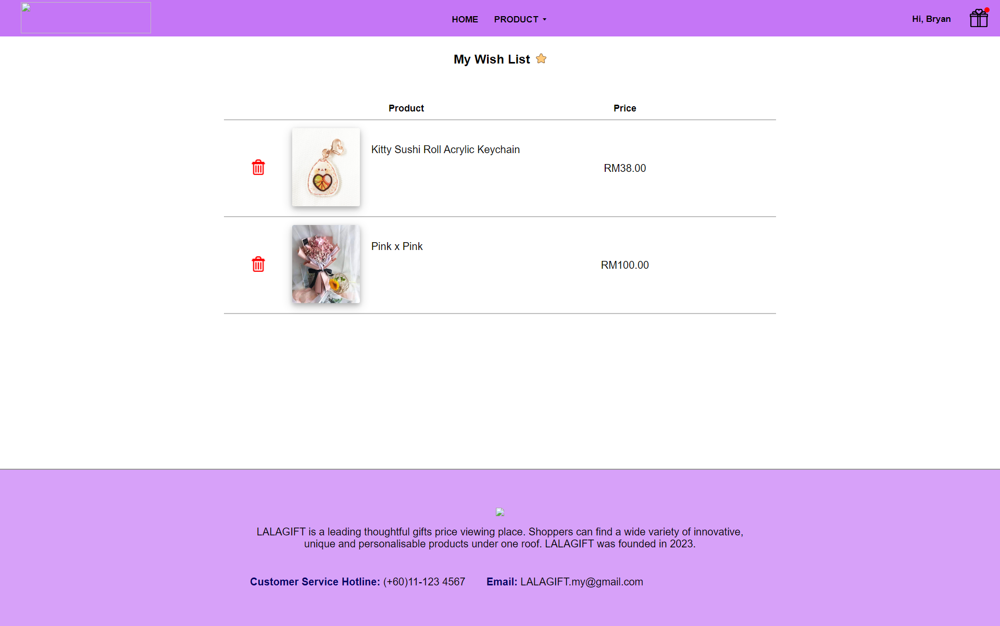 HOME PRODUCT
Hi, Bryan
My Wish List
Product Price
Kitty Sushi Roll Acrylic Keychain
RM38.00
Pink x Pink
RM100.00
LALAGIFT is a leading thoughtful gifts price viewing place. Shoppers can find a wide variety of innovative,
unique and personalisable products under one roof. LALAGIFT was founded in 2023.
Customer Service Hotline: (+60)11-123 4567 Email: LALAGIFT.my@gmail.com